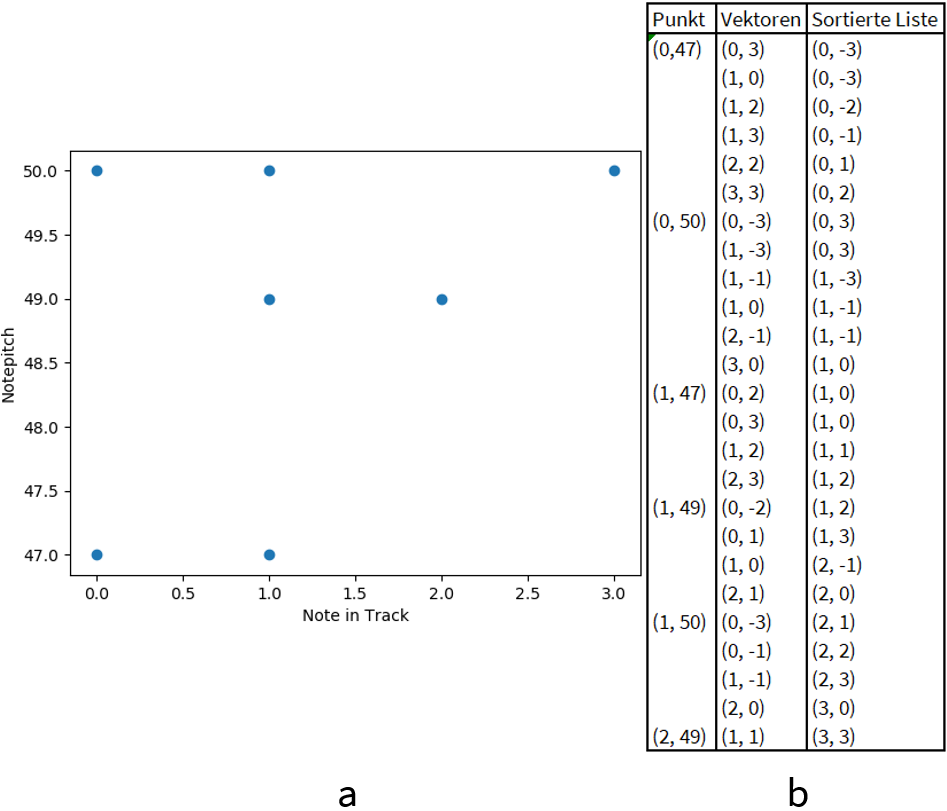 Punkt Vektoren Sortierte Liste
(0,47) (0, 3) (0, -3)
(1, 0) (0, -3)
(1, 2) (0, -2)
(1, 3) (0, -1)
(2, 2) (0, 1)
(3, 3) (0, 2)
(0, 50) (0, -3) (0, 3)
(1, -3) (0, 3)
(1, -1) (1, -3)
(1, 0) (1, -1)
(2, -1) (1, -1)
(3, 0) (1, 0)
(1, 47) (0, 2) (1, 0)
(0, 3) (1, 0)
(1, 2) (1, 1)
(2, 3) (1, 2)
(1, 49) (0, -2) (1, 2)
(0, 1) (1, 3)
(1, 0) (2, -1)
(2, 1) (2, 0)
(1, 50) (0, -3) (2, 1)
(0, -1) (2, 2)
(1, -1) (2, 3)
(2, 0) (3, 0)
(2, 49) (1, 1) (3, 3)
50.0
49.5
49.0
48.5
48.0
47.5
47.0
Notepitch
0.0 0.5 1.0 1.5 2.0 2.5 3.0
Note in Track
a b